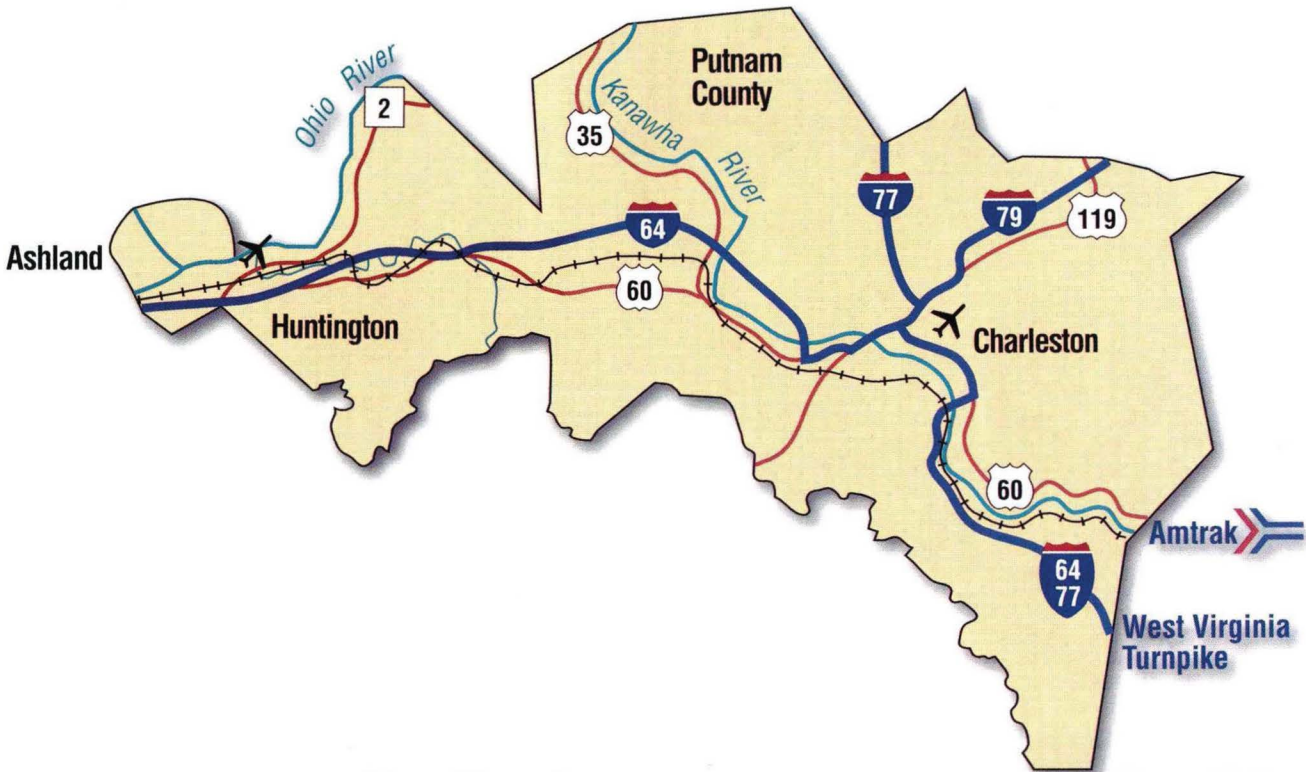 Ohio River
2
35
Kanawha River
Putnam
County
77
79
119
64
Ashland
60
Huntington
Charleston
60
Amtrak
64
77
West Virginia
Turnpike